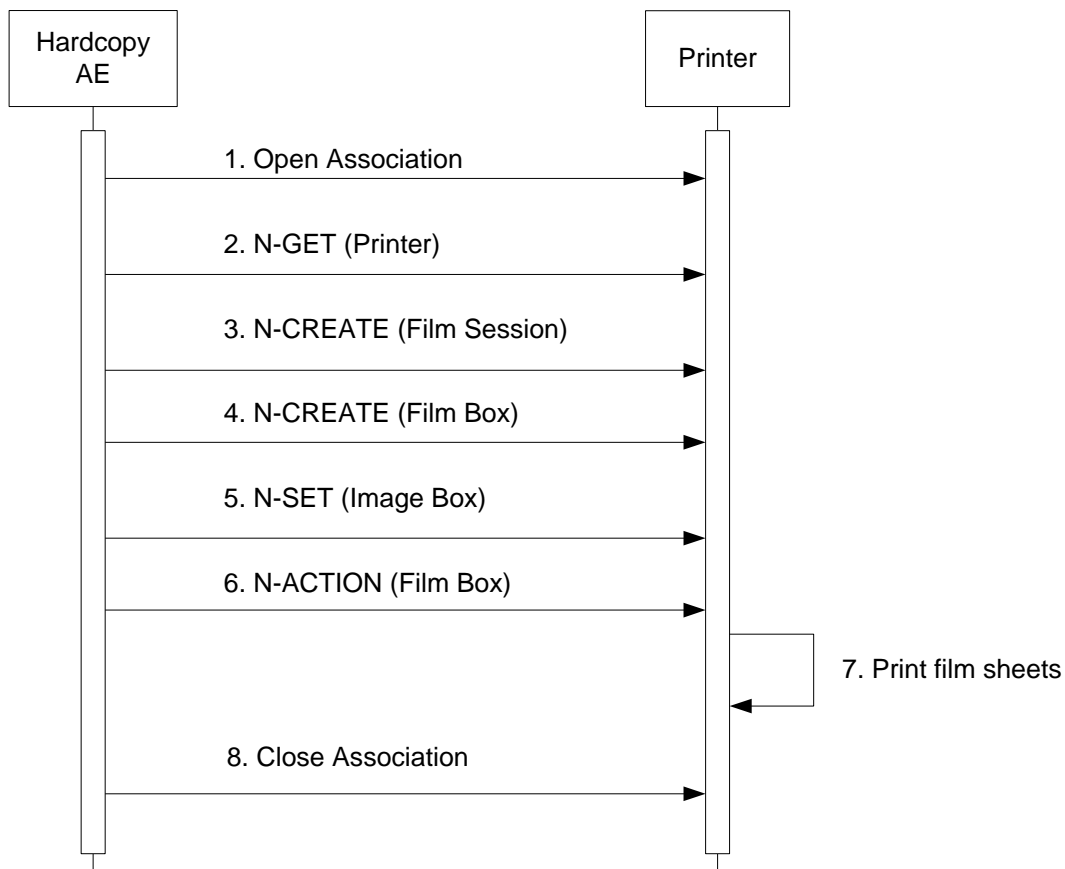 Hardcopy
AE
Printer
1. Open Association
2. N-GET (Printer)
3. N-CREATE (Film Session)
4. N-CREATE (Film Box)
5. N-SET (Image Box)
6. N-ACTION (Film Box)
7. Print film sheets
8. Close Association